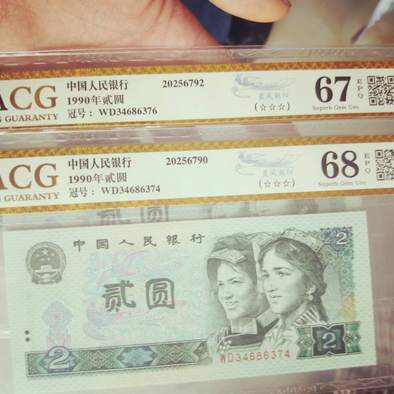 ACG
N GUARANTY
中国人民银行
1990年贰圆
冠号：WD34686376
20256792
(☆☆☆)
67
EPQ
Superb Gem Unc
ACG
N GUARANTY
中国人民银行
1990年贰圆
冠号：WD34686374
20256790
(☆☆☆)
68
EPQ
Superb Gem Unc
中国人民银行
2
贰圆
WD34686374
2
2